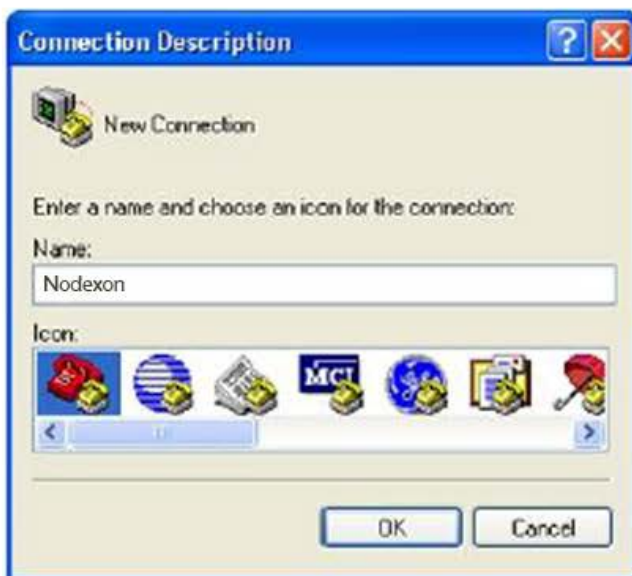 Connection Description
New Connection
Enter a name and choose an icon for the connection:
Name:
Nodexon
Icon:
MCI
OK
Cancel